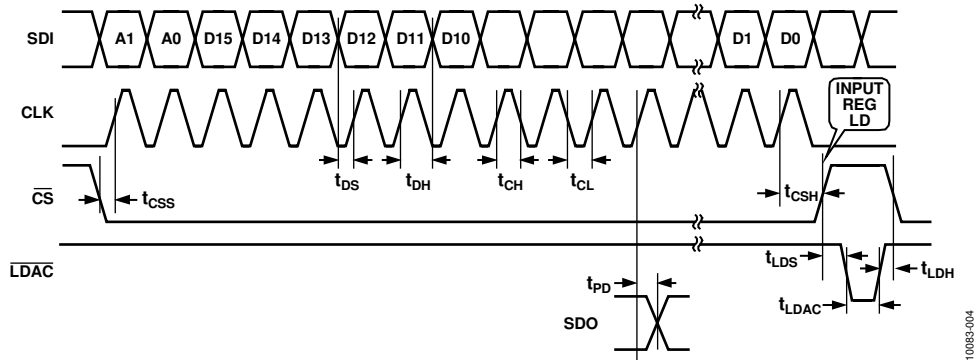 SDI A1 A0 D15 D14 D13 D12 D11 D10 D1 D0
INPUT
REG
LD
CLK
tDS tDH tCH tCL
CS tCSS tCSH
LDAC
tLDS tLDH
tPD
tLDAC
SDO
10083-004